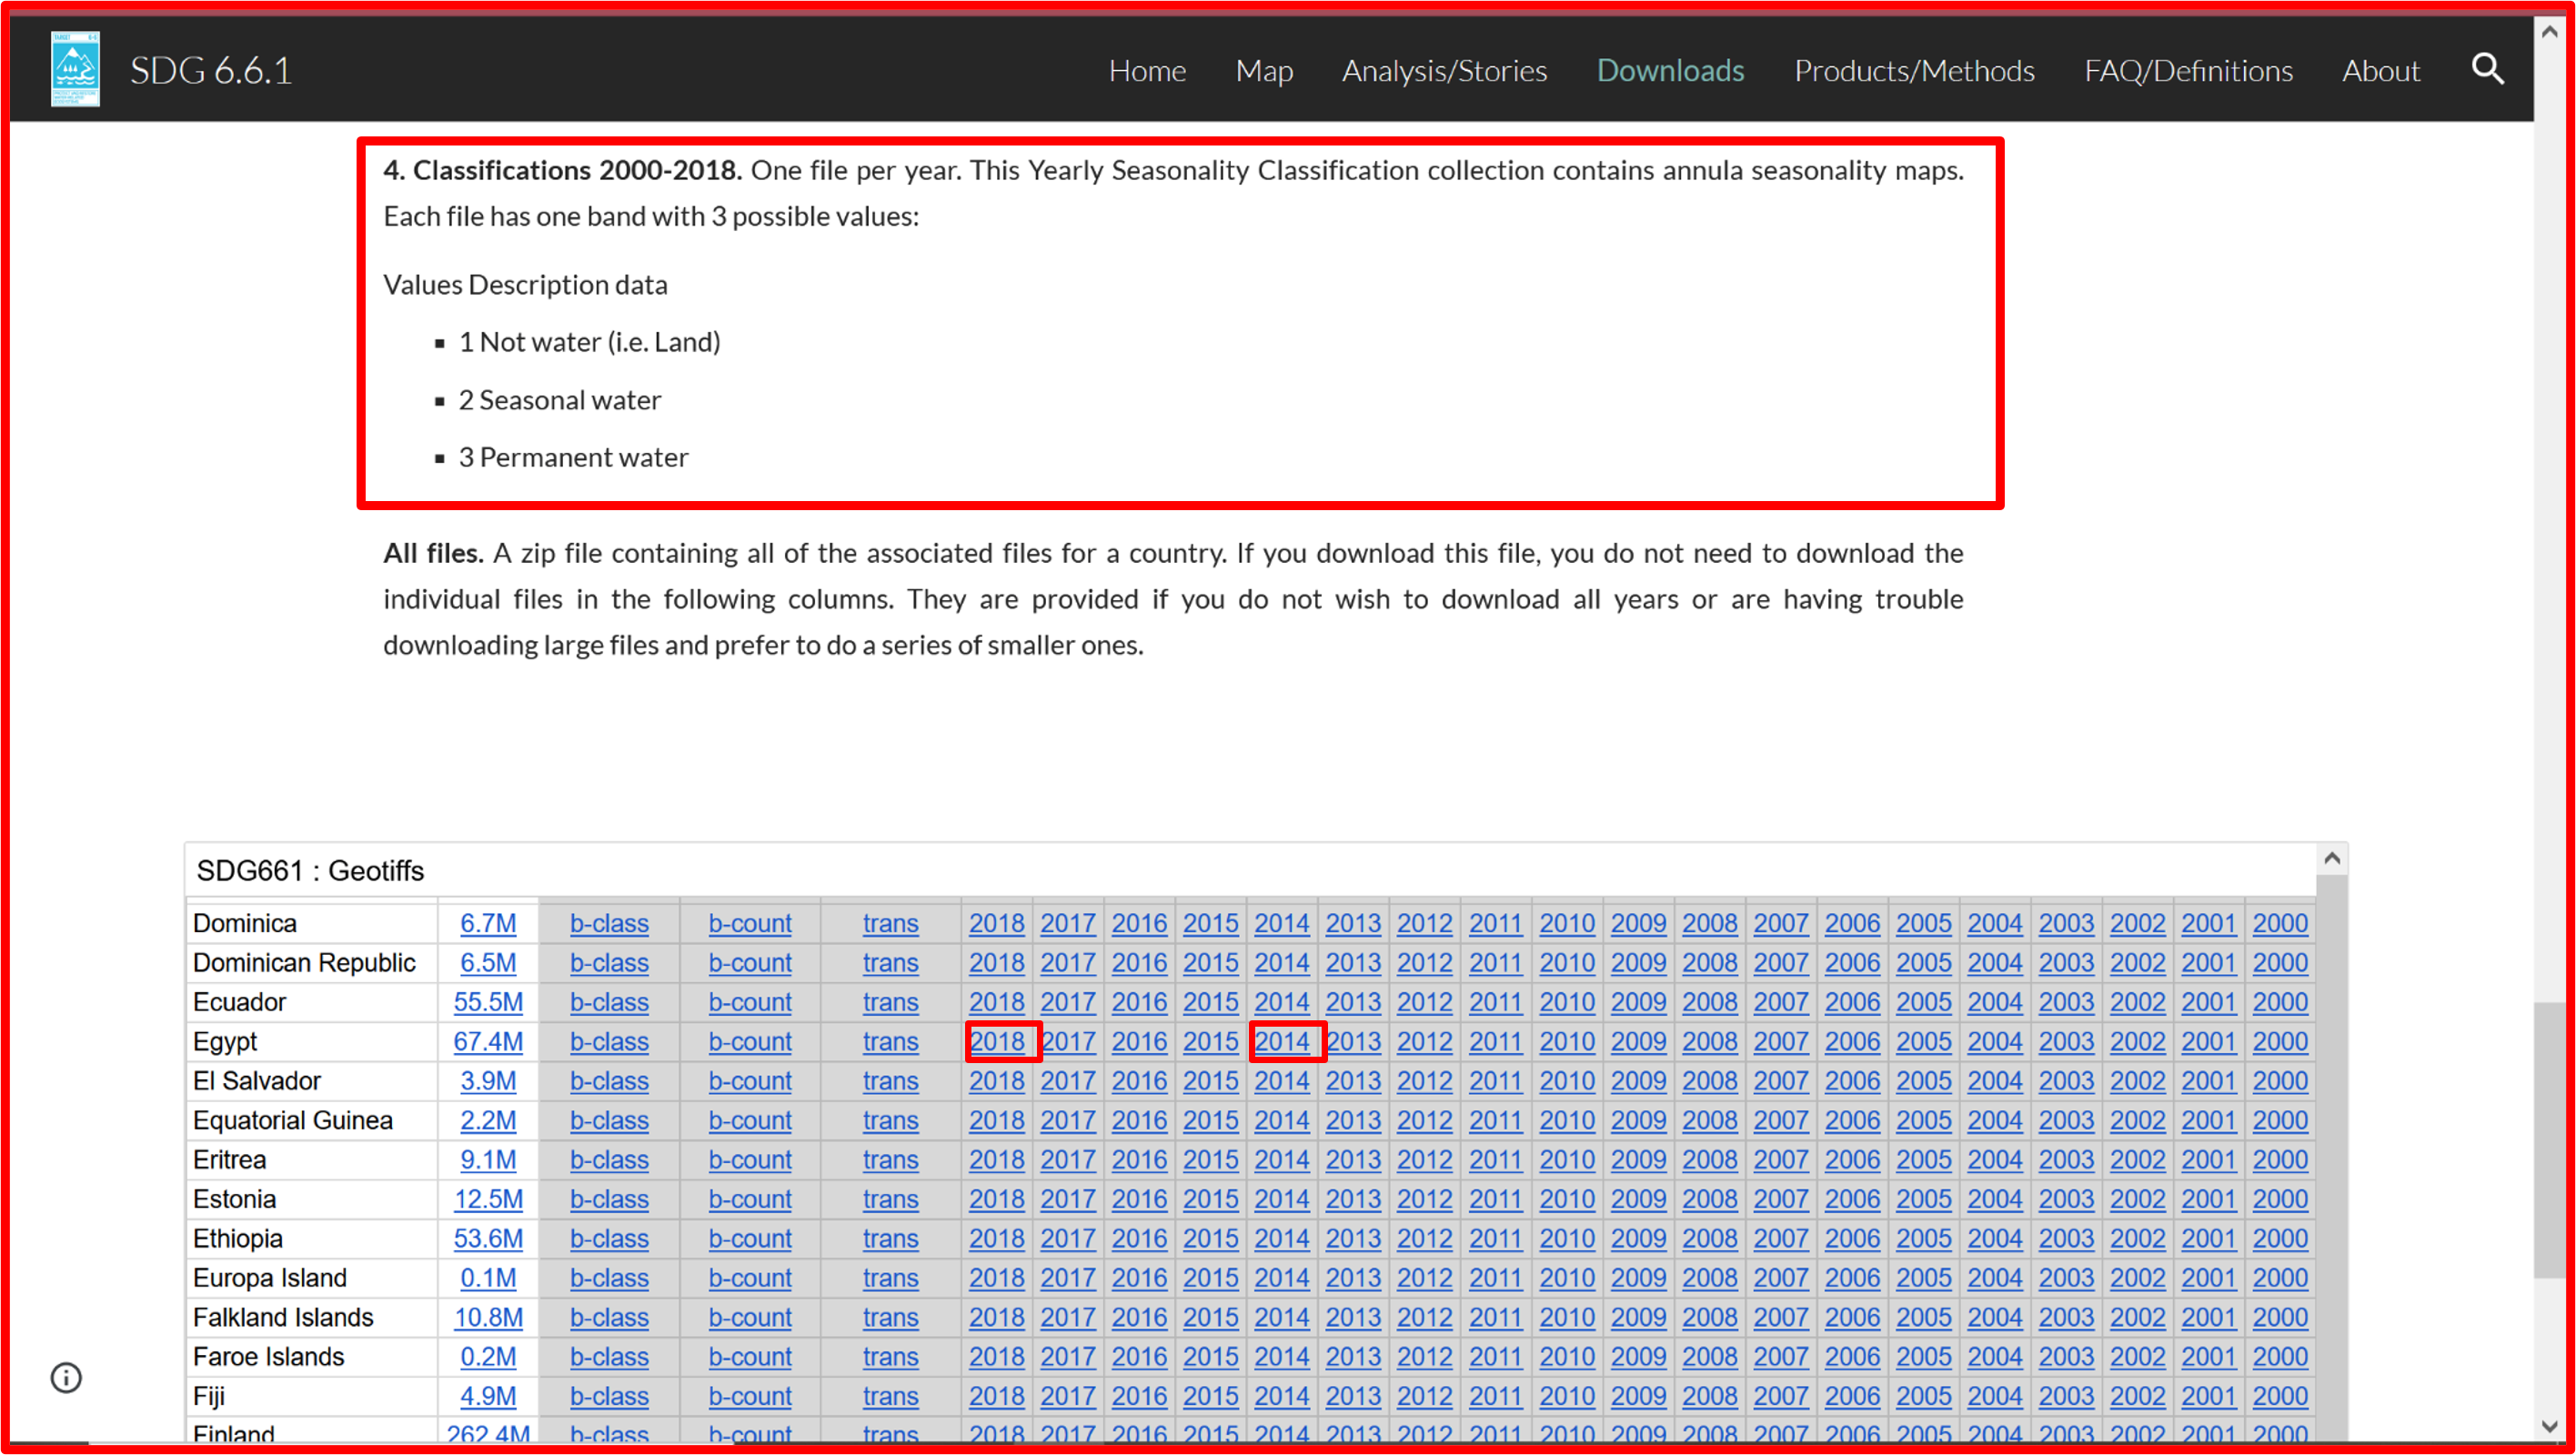 SDG 6.6.1 Home Map Analysis/Stories Downloads Products/Methods FAQ/Definitions About
4. Classifications 2000-2018. One file per year. This Yearly Seasonality Classification collection contains annula seasonality maps.
Each file has one band with 3 possible values:
Values Description data
▪ 1 Not water (i.e. Land)
▪ 2 Seasonal water
▪ 3 Permanent water
All files. A zip file containing all of the associated files for a country. If you download this file, you do not need to download the
individual files in the following columns. They are provided if you do not wish to download all years or are having trouble
downloading large files and prefer to do a series of smaller ones.
SDG661 : Geotiffs
Dominica 6.7M b-class b-count trans 2018 2017 2016 2015 2014 2013 2012 2011 2010 2009 2008 2007 2006 2005 2004 2003 2002 2001 2000
Dominican Republic 6.5M b-class b-count trans 2018 2017 2016 2015 2014 2013 2012 2011 2010 2009 2008 2007 2006 2005 2004 2003 2002 2001 2000
Ecuador 55.5M b-class b-count trans 2018 2017 2016 2015 2014 2013 2012 2011 2010 2009 2008 2007 2006 2005 2004 2003 2002 2001 2000
Egypt 67.4M b-class b-count trans 2018 2017 2016 2015 2014 2013 2012 2011 2010 2009 2008 2007 2006 2005 2004 2003 2002 2001 2000
El Salvador 3.9M b-class b-count trans 2018 2017 2016 2015 2014 2013 2012 2011 2010 2009 2008 2007 2006 2005 2004 2003 2002 2001 2000
Equatorial Guinea 2.2M b-class b-count trans 2018 2017 2016 2015 2014 2013 2012 2011 2010 2009 2008 2007 2006 2005 2004 2003 2002 2001 2000
Eritrea 9.1M b-class b-count trans 2018 2017 2016 2015 2014 2013 2012 2011 2010 2009 2008 2007 2006 2005 2004 2003 2002 2001 2000
Estonia 12.5M b-class b-count trans 2018 2017 2016 2015 2014 2013 2012 2011 2010 2009 2008 2007 2006 2005 2004 2003 2002 2001 2000
Ethiopia 53.6M b-class b-count trans 2018 2017 2016 2015 2014 2013 2012 2011 2010 2009 2008 2007 2006 2005 2004 2003 2002 2001 2000
Europa Island 0.1M b-class b-count trans 2018 2017 2016 2015 2014 2013 2012 2011 2010 2009 2008 2007 2006 2005 2004 2003 2002 2001 2000
Falkland Islands 10.8M b-class b-count trans 2018 2017 2016 2015 2014 2013 2012 2011 2010 2009 2008 2007 2006 2005 2004 2003 2002 2001 2000
Faroe Islands 0.2M b-class b-count trans 2018 2017 2016 2015 2014 2013 2012 2011 2010 2009 2008 2007 2006 2005 2004 2003 2002 2001 2000
Fiji 4.9M b-class b-count trans 2018 2017 2016 2015 2014 2013 2012 2011 2010 2009 2008 2007 2006 2005 2004 2003 2002 2001 2000
Finland 262.4M b-class b-count trans 2018 2017 2016 2015 2014 2013 2012 2011 2010 2009 2008 2007 2006 2005 2004 2003 2002 2001 2000